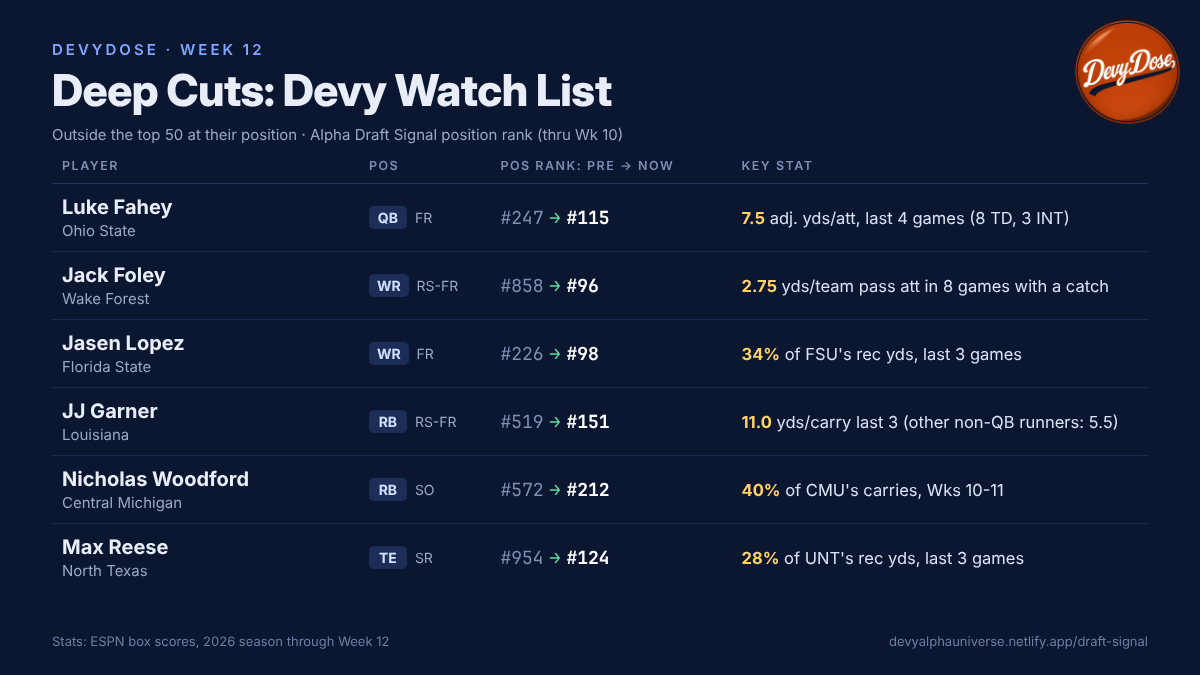 DEVYDOSE · WEEK 12
DevyDose
Deep Cuts: Devy Watch List
Outside the top 50 at their position · Alpha Draft Signal position rank (thru Wk 10)
PLAYER POS POS RANK: PRE → NOW KEY STAT
Luke Fahey
Ohio State
QB FR #247 → #115 7.5 adj. yds/att, last 4 games (8 TD, 3 INT)
Jack Foley
Wake Forest
WR RS-FR #858 → #96 2.75 yds/team pass att in 8 games with a catch
Jasen Lopez
Florida State
WR FR #226 → #98 34% of FSU's rec yds, last 3 games
JJ Garner
Louisiana
RB RS-FR #519 → #151 11.0 yds/carry last 3 (other non-QB runners: 5.5)
Nicholas Woodford
Central Michigan
RB SO #572 → #212 40% of CMU's carries, Wks 10-11
Max Reese
North Texas
TE SR #954 → #124 28% of UNT's rec yds, last 3 games
Stats: ESPN box scores, 2026 season through Week 12
devyalphauniverse.netlify.app/draft-signal